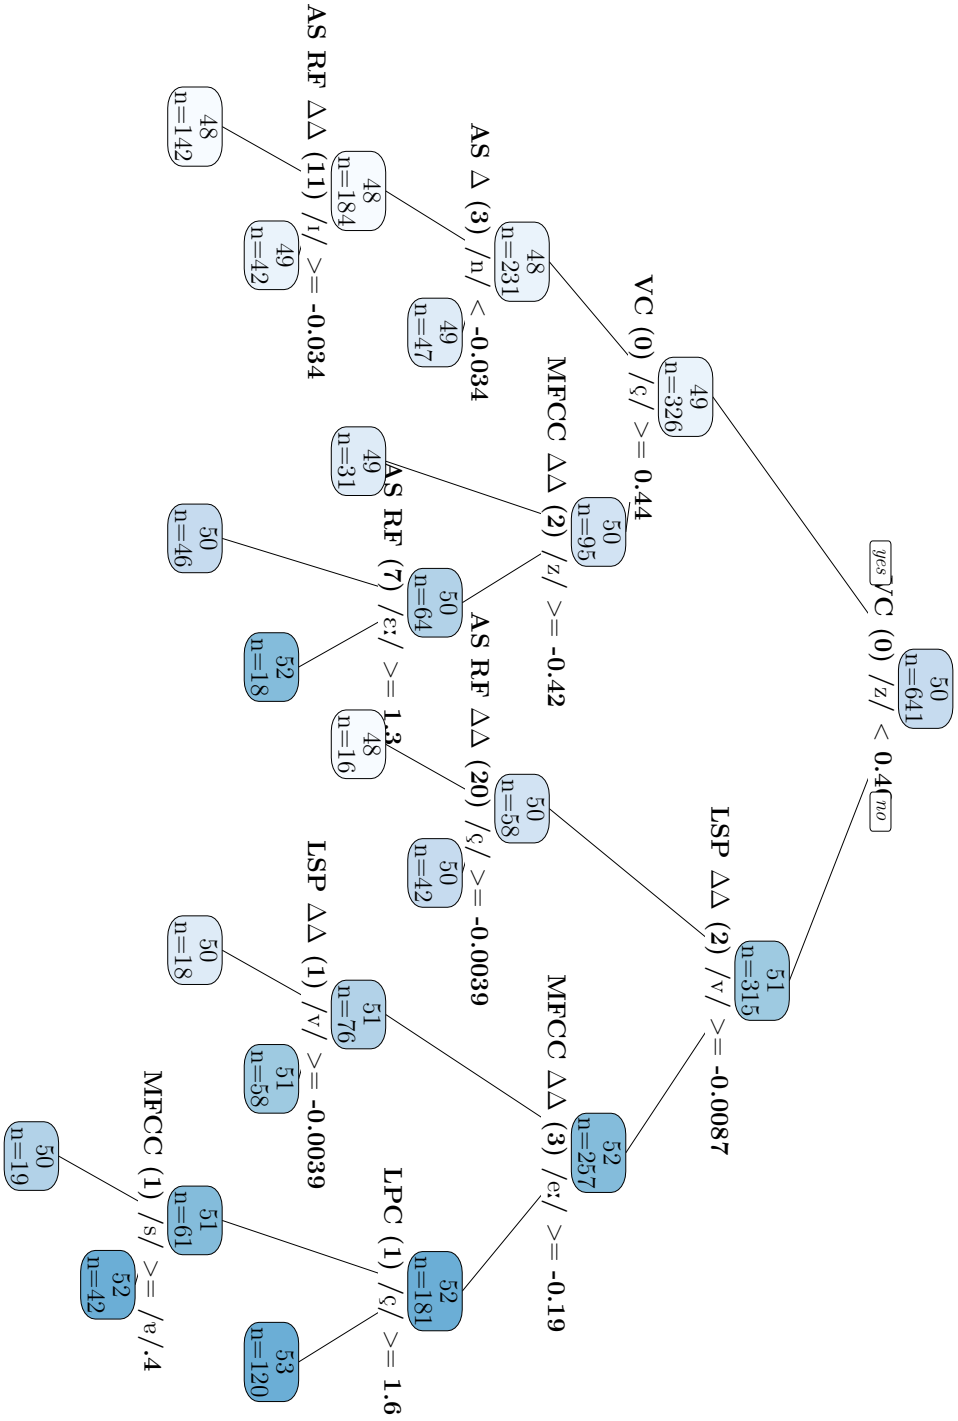 50
n=641
yes
VC (0) /z/ < 0.4
no
49
n=326
VC (0) /ç/ >= 0.44
51
n=315
LSP ΔΔ (2) /v/ >= -0.0087
48
n=231
AS Δ (3) /n/ < -0.034
50
n=95
MFCC ΔΔ (2) /z/ >= -0.42
50
n=58
AS RF ΔΔ (20) /ç/ >= -0.0039
52
n=257
MFCC ΔΔ (3) /eː/ >= -0.19
48
n=184
AS RF ΔΔ (11) /ɪ/ >= -0.034
49
n=47
49
n=31
50
n=64
AS RF (7) /ɛː/ >= 1.3
48
n=16
50
n=42
51
n=76
LSP ΔΔ (1) /v/ >= -0.0039
52
n=181
LPC (1) /ç/ >= 1.6
48
n=142
49
n=42
50
n=46
52
n=18
50
n=18
51
n=58
51
n=61
MFCC (1) /s/ >= /ɐ/.4
53
n=120
50
n=19
52
n=42